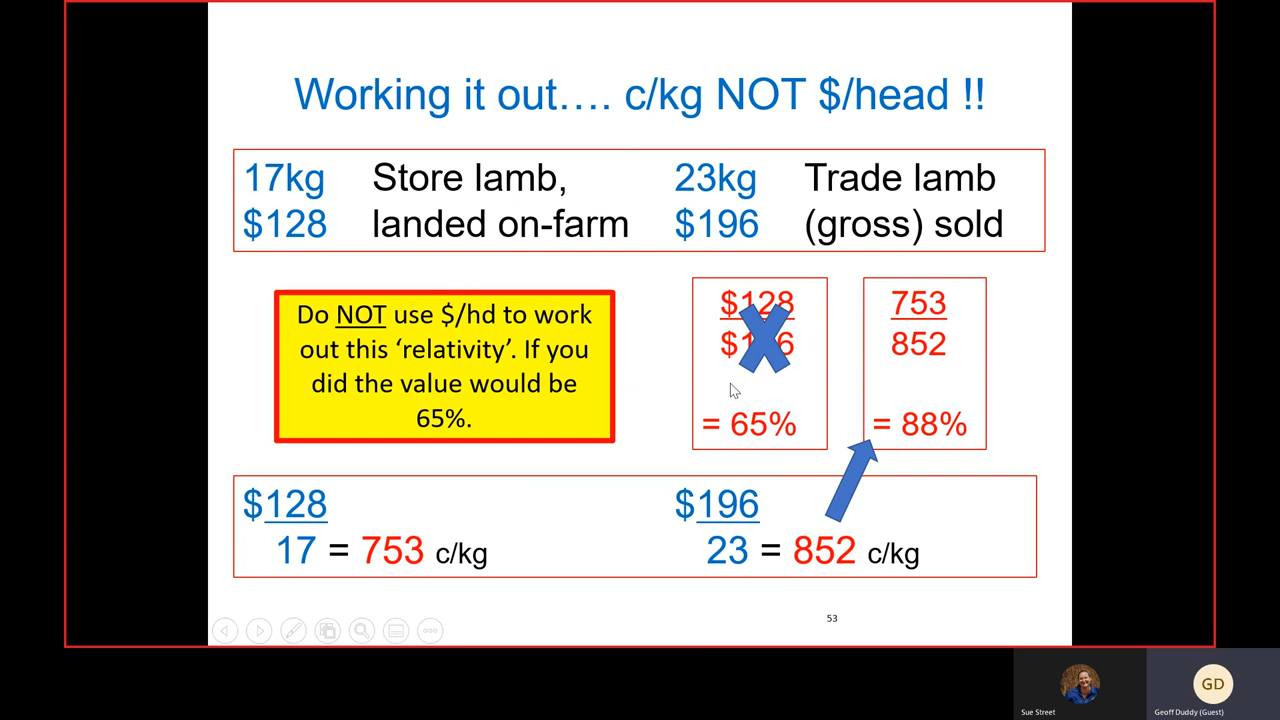 Working it out…. c/kg NOT $/head !!
17kg Store lamb, 23kg Trade lamb
$128 landed on-farm $196 (gross) sold
Do NOT use $/hd to work
out this ‘relativity’. If you
did the value would be
65%.
$128
= 65%
753
852
= 88%
$128
17 = 753 c/kg
$196
23 = 852 c/kg
53
Sue Street
GD
Geoff Duddy (Guest)